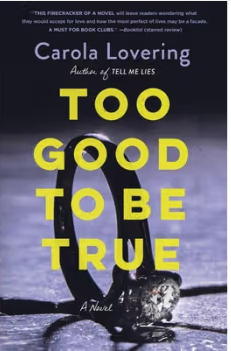 "THIS FIRECRACKER OF A NOVEL will leave readers wondering what
they would accept for love and how the most perfect of lives may be a facade.
A MUST FOR BOOK CLUBS." —Booklist (starred review)
Carola Lovering
Author of TELL ME LIES
TOO
GOOD
TO BE
TRUE
A Novel